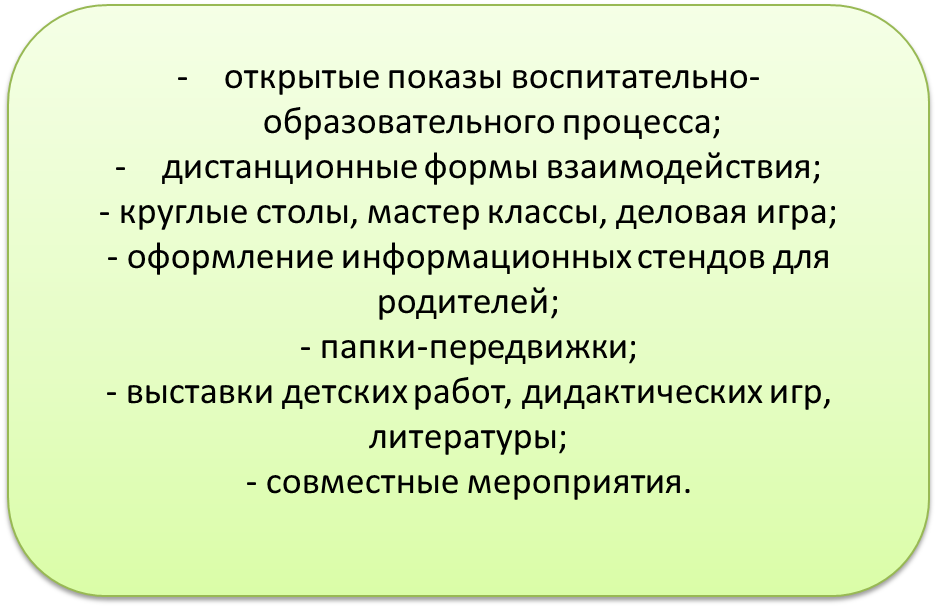 - открытые показы воспитательно-
образовательного процесса;
- дистанционные формы взаимодействия;
- круглые столы, мастер классы, деловая игра;
- оформление информационных стендов для
родителей;
- папки-передвижки;
- выставки детских работ, дидактических игр,
литературы;
- совместные мероприятия.